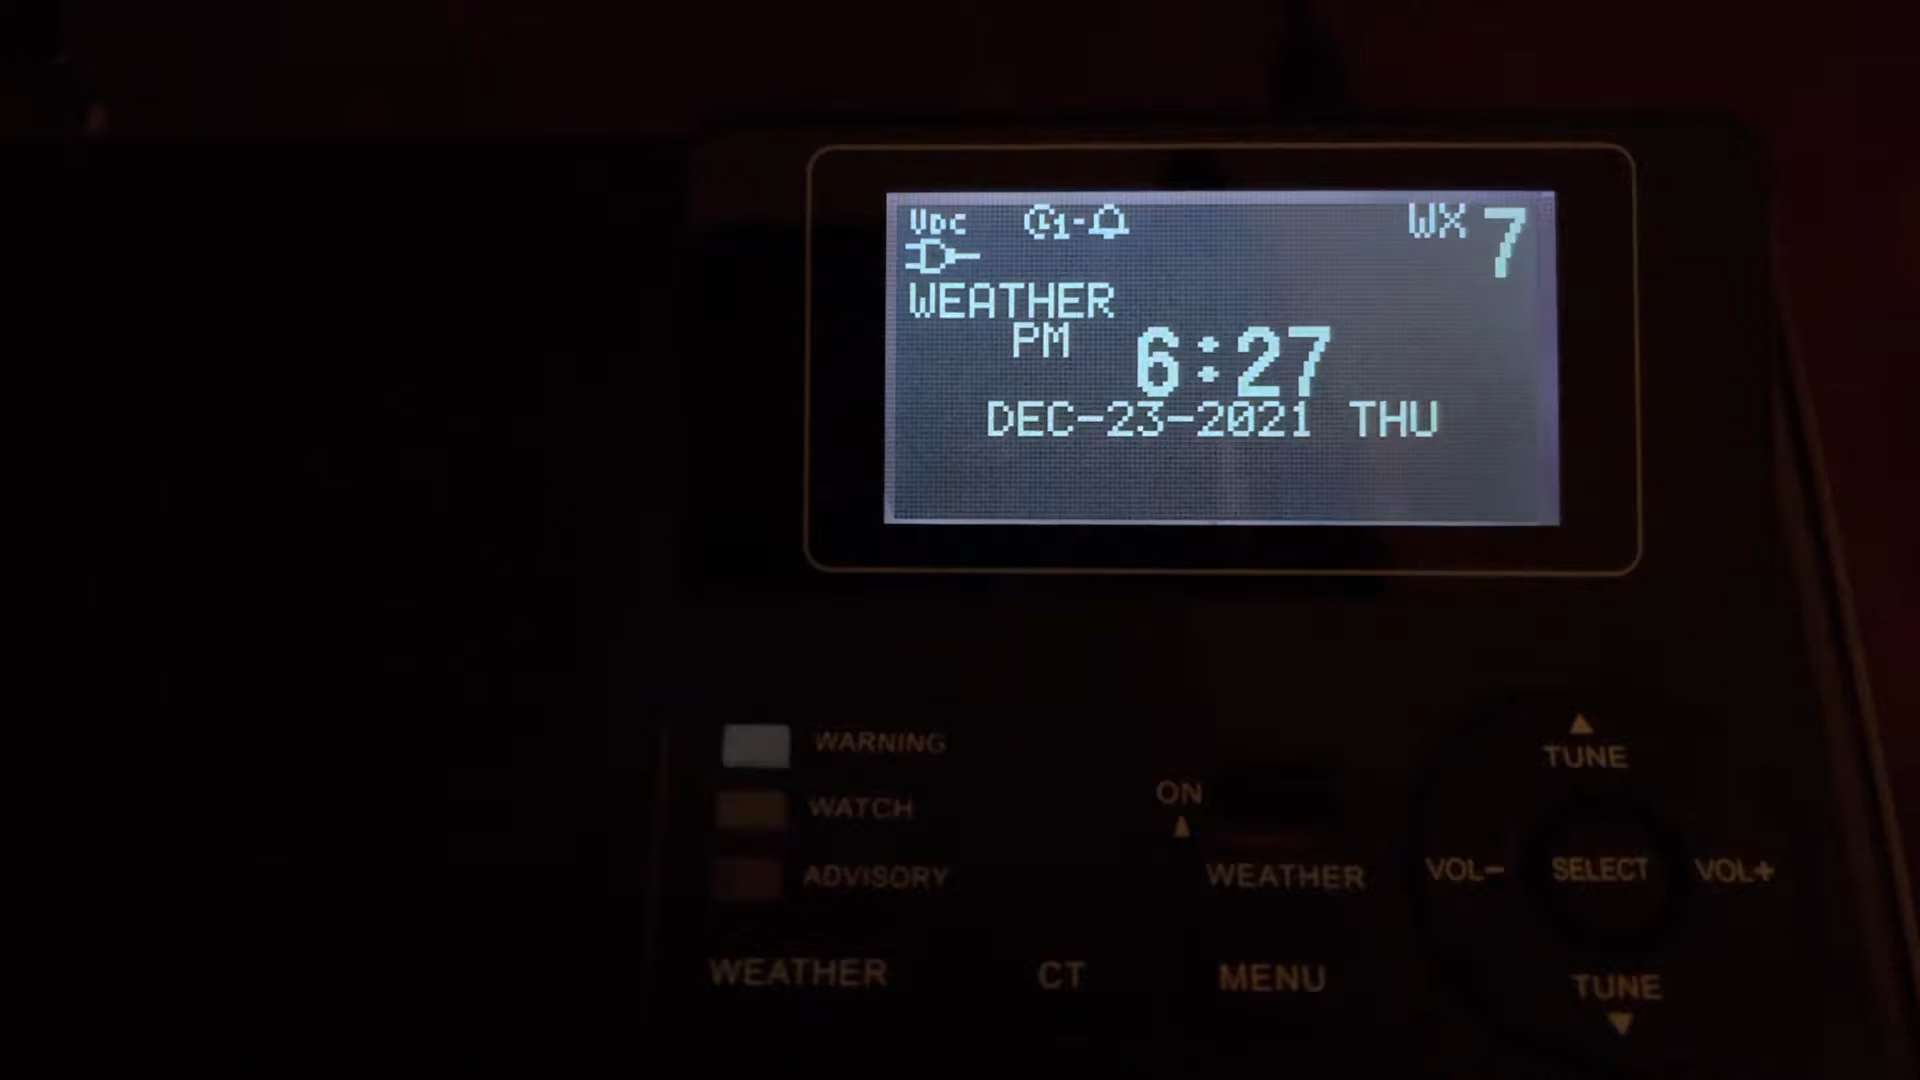 VDC 1- WX 7
WEATHER
PM 6:27
DEC-23-2021 THU
WARNING
WATCH
ADVISORY
ON
WEATHER
WEATHER
CT
MENU
TUNE
VOL- SELECT VOL+
TUNE